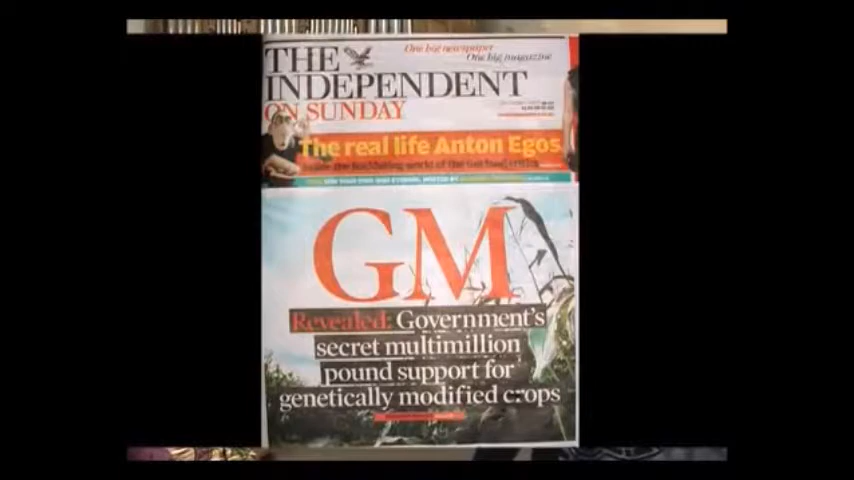 THE
INDEPENDENT
ON SUNDAY
One big newspaper
One big magazine
The real life Anton Egos
GM
Revealed: Government's
secret multimillion
pound support for
genetically modified crops